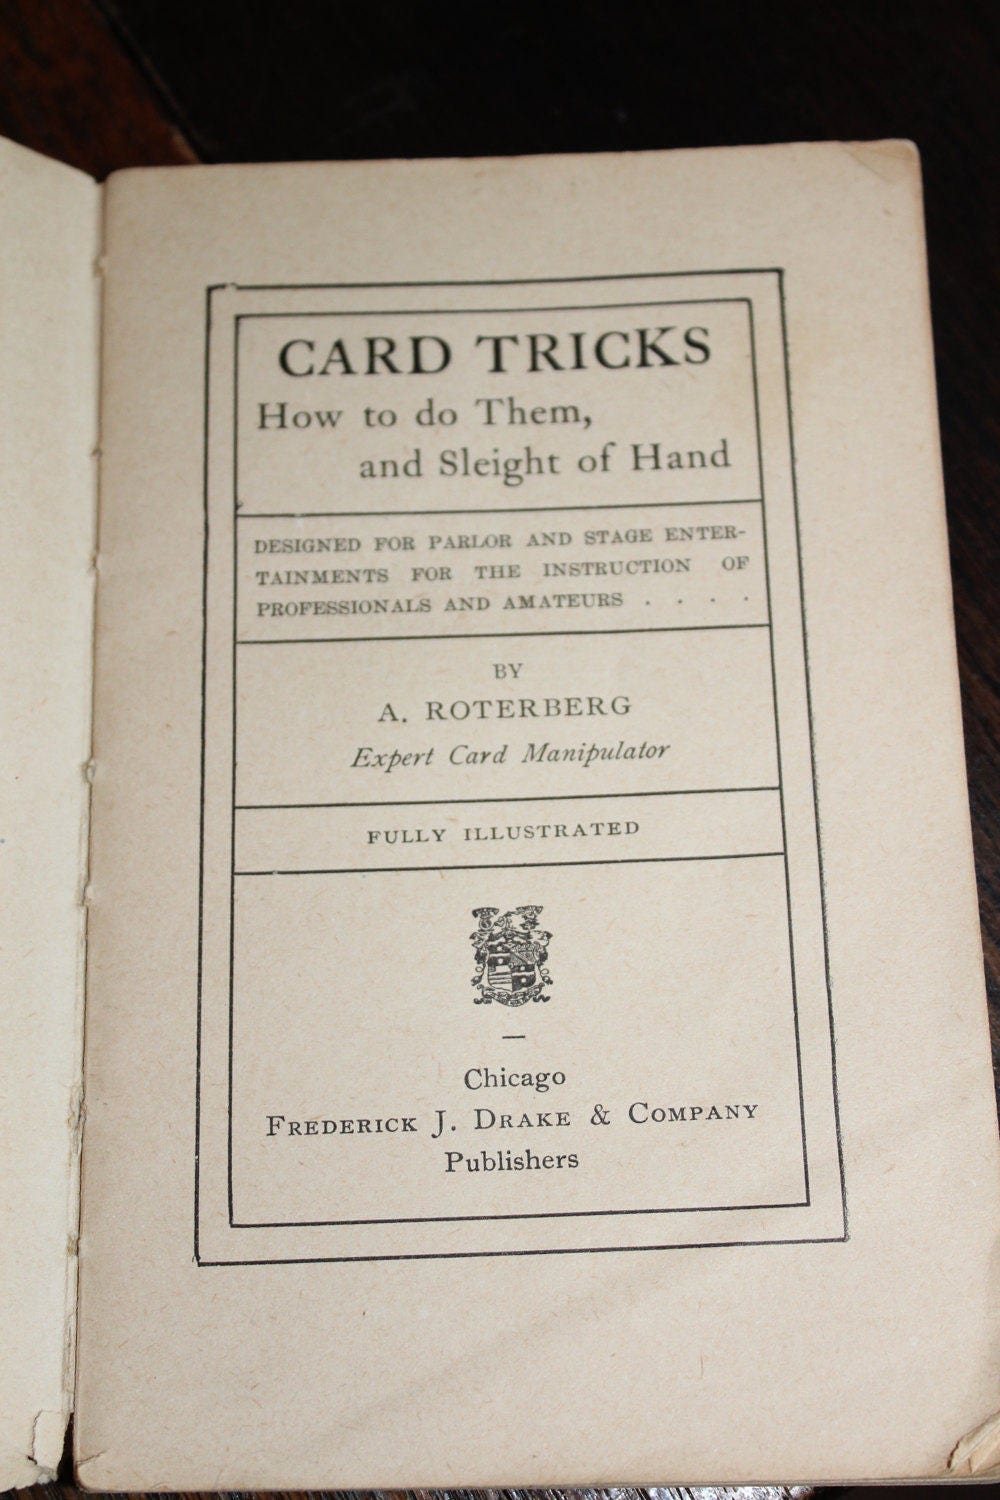 CARD TRICKS
How to do Them,
and Sleight of Hand
DESIGNED FOR PARLOR AND STAGE ENTER-
TAINMENTS FOR THE INSTRUCTION OF
PROFESSIONALS AND AMATEURS . . . .
BY
A. ROTERBERG
Expert Card Manipulator
FULLY ILLUSTRATED
Chicago
FREDERICK J. DRAKE & COMPANY
Publishers